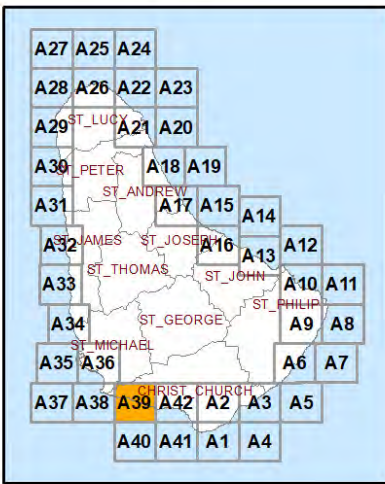 A27 A25 A24
A28 A26 A22 A23
A29 ST_LUCY A21 A20
A30 ST_PETER A18 A19
ST_ANDREW
A31 A17 A15 A14
A32 ST_JAMES ST_JOSEPH A16 A13 A12
A33 ST_THOMAS ST_JOHN A10 A11
A34 ST_GEORGE ST_PHILIP A9 A8
ST_MICHAEL
A35 A36 A6 A7
CHRIST_CHURCH
A37 A38 A39 A42 A2 A3 A5
A40 A41 A1 A4